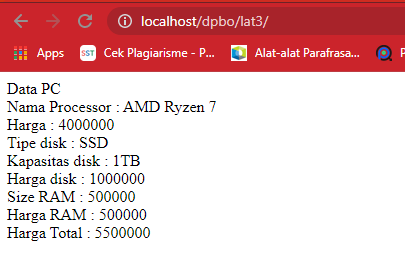 localhost/dpbo/lat3/
Apps
SST
Cek Plagiarisme - P...
Alat-alat Parafrasa...
Data PC
Nama Processor : AMD Ryzen 7
Harga : 4000000
Tipe disk : SSD
Kapasitas disk : 1TB
Harga disk : 1000000
Size RAM : 500000
Harga RAM : 500000
Harga Total : 5500000